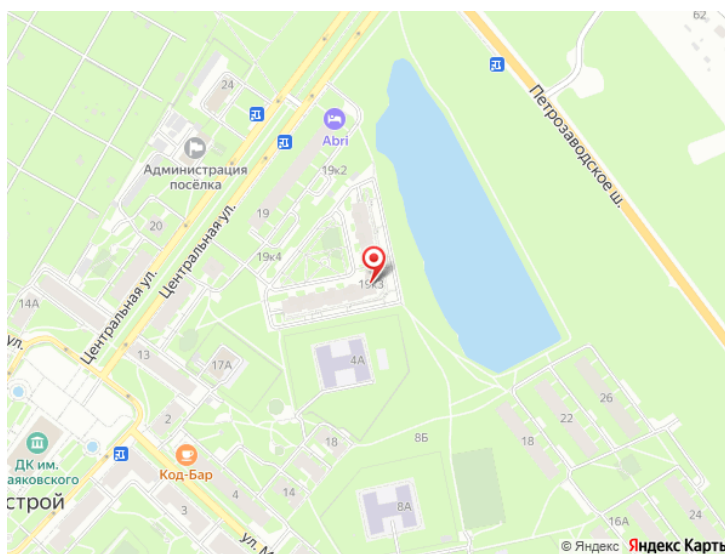 62
24
Петрозаводское ш.
Abri
Администрация
посёлка
19к2
19
20
Центральная ул.
19к4
19к3
14А
Центральная ул.
ул.
13
17А
4А
26
22
18
2
18
8Б
ДК им.
аяковского
Код-Бар
4
14
24
строй
3
8А
16А
ул. М
© Яндекс Яндекс Карты